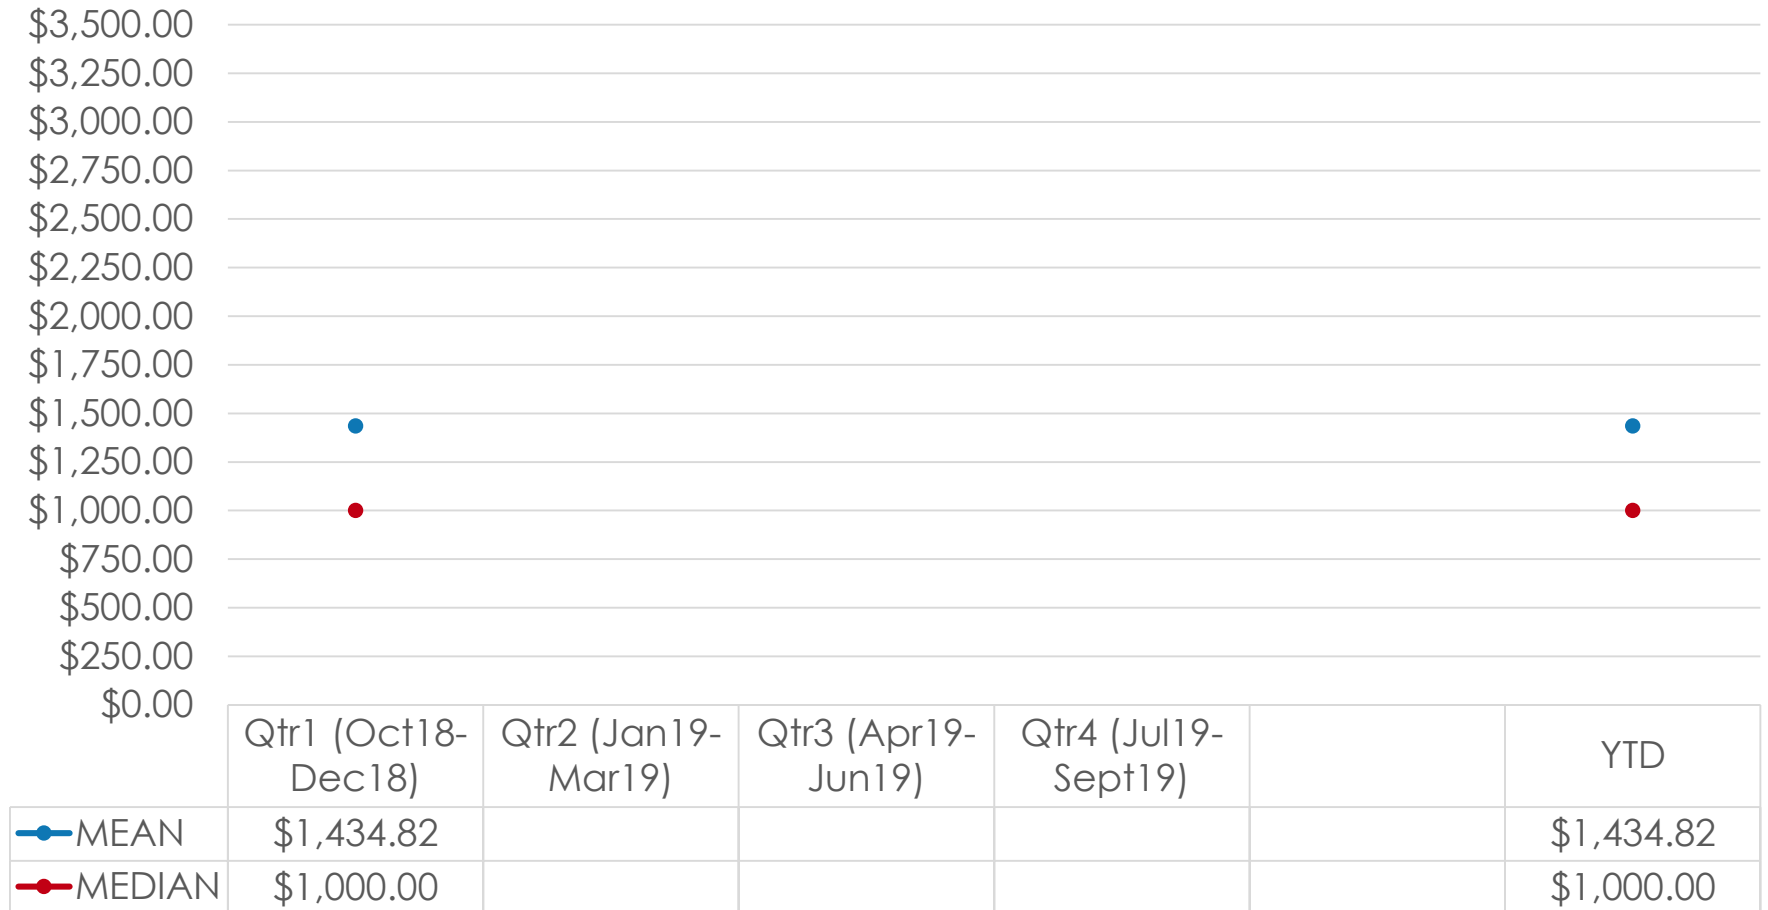 $3,500.00
$3,250.00
$3,000.00
$2,750.00
$2,500.00
$2,250.00
$2,000.00
$1,750.00
$1,500.00
$1,250.00
$1,000.00
$750.00
$500.00
$250.00
$0.00
Qtr1 (Oct18-
Dec18)
Qtr2 (Jan19-
Mar19)
Qtr3 (Apr19-
Jun19)
Qtr4 (Jul19-
Sept19)
YTD
MEAN $1,434.82 $1,434.82
MEDIAN $1,000.00 $1,000.00